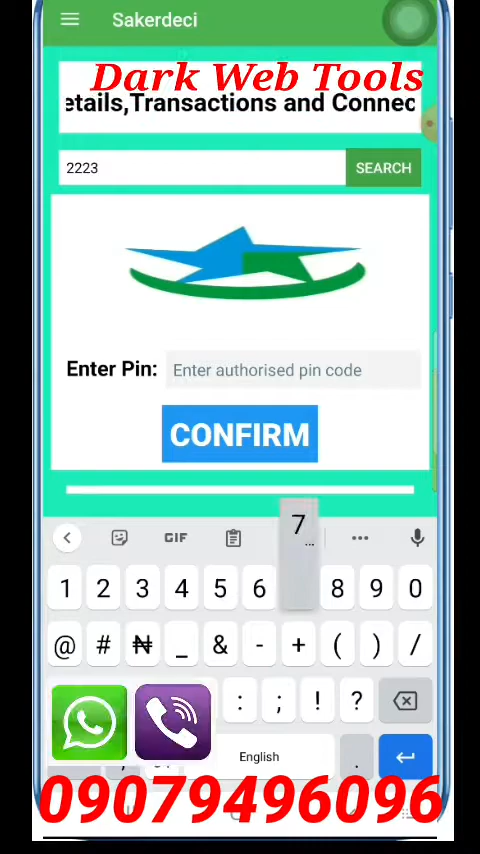 Sakerdeci
Dark Web Tools
etails,Transactions and Connec
2223
SEARCH
Enter Pin:
Enter authorised pin code
CONFIRM
7
GIF
1 2 3 4 5 6 8 9 0
@ # ₦ _ & - + ( ) /
: ; ! ?
English
.
09079496096